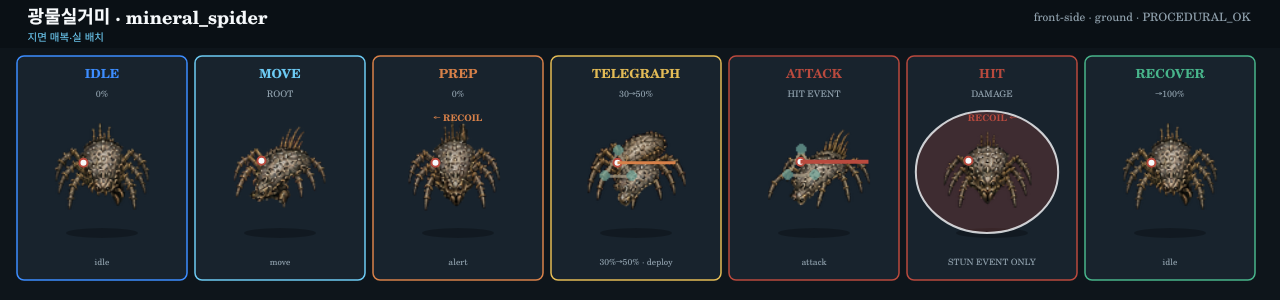 광물실거미 · mineral_spider
지면 매복·실 배치
front-side · ground · PROCEDURAL_OK
IDLE
0%
idle
MOVE
ROOT
move
PREP
0%
← RECOIL
alert
TELEGRAPH
30→50%
30%→50% · deploy
ATTACK
HIT EVENT
attack
HIT
DAMAGE
RECOIL →
STUN EVENT ONLY
RECOVER
→100%
idle